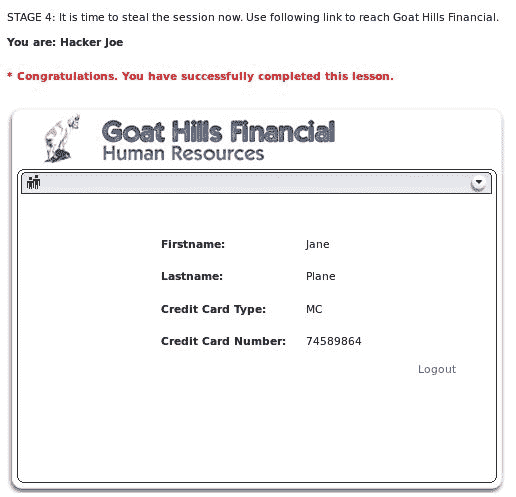 STAGE 4: It is time to steal the session now. Use following link to reach Goat Hills Financial.
You are: Hacker Joe
* Congratulations. You have successfully completed this lesson.
Goat Hills Financial
Human Resources
Firstname: Jane
Lastname: Plane
Credit Card Type: MC
Credit Card Number: 74589864
Logout